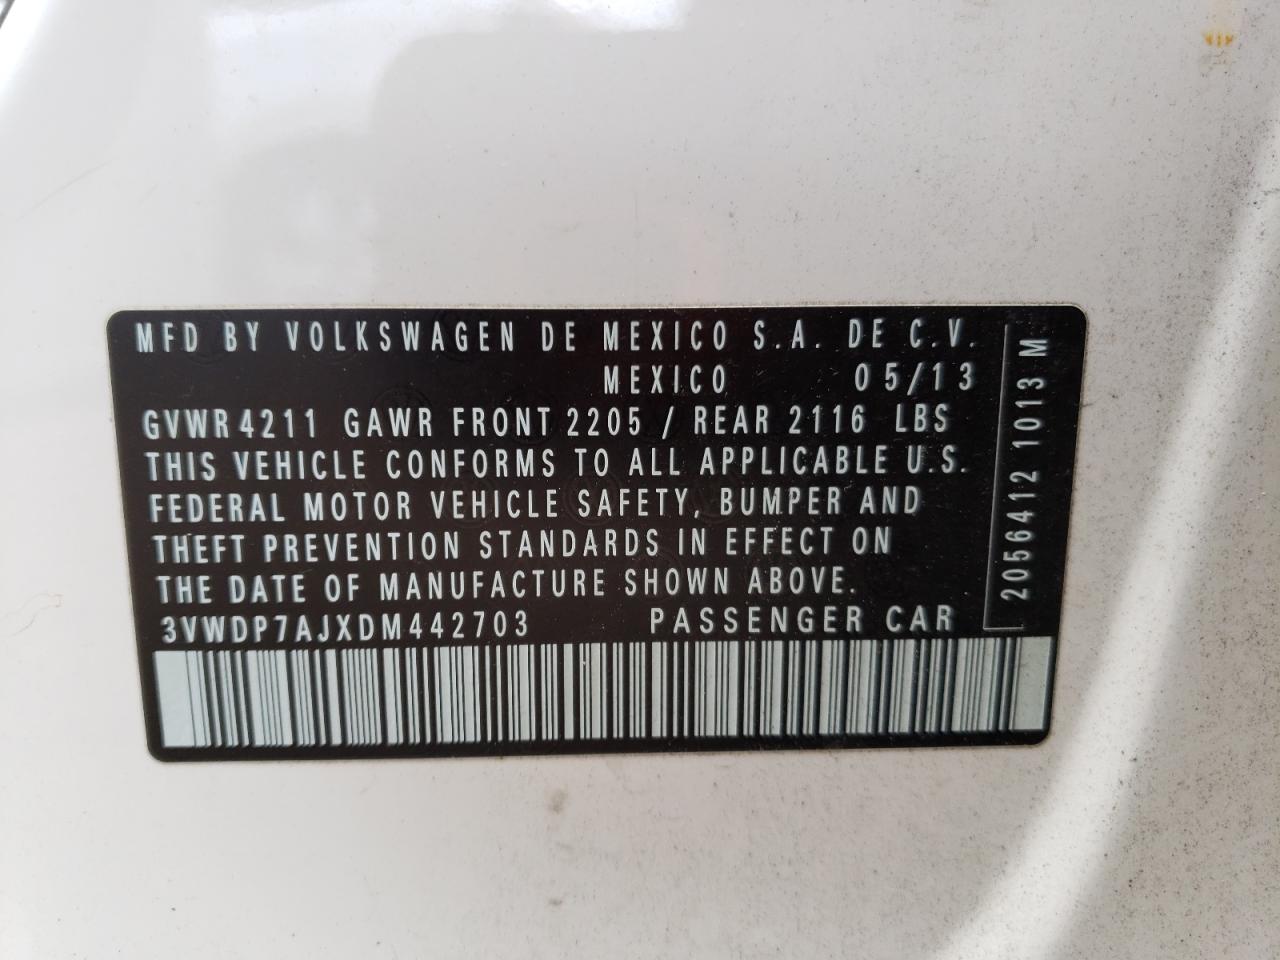 MFD BY VOLKSWAGEN DE MEXICO S.A. DE C.V.
MEXICO 05/13
GVWR 4211 GAWR FRONT 2205 / REAR 2116 LBS
THIS VEHICLE CONFORMS TO ALL APPLICABLE U.S.
FEDERAL MOTOR VEHICLE SAFETY, BUMPER AND
THEFT PREVENTION STANDARDS IN EFFECT ON
THE DATE OF MANUFACTURE SHOWN ABOVE.
3VWDP7AJXDM442703 PASSENGER CAR
2056412 1013 M